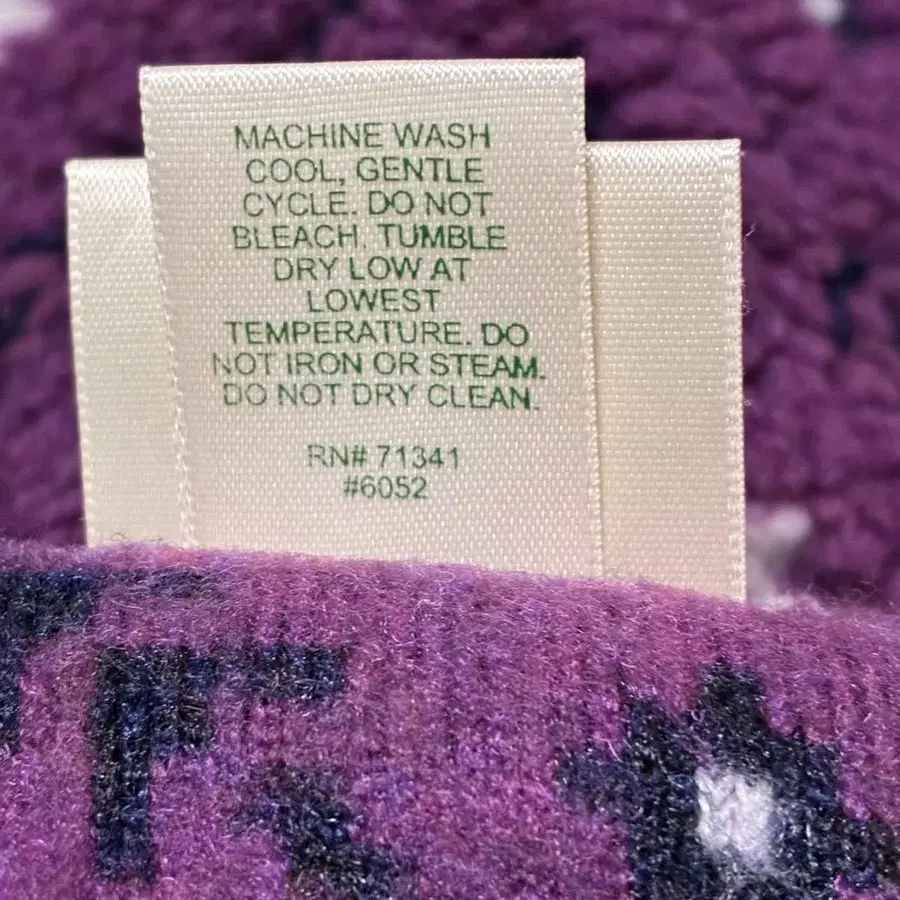 MACHINE WASH
COOL, GENTLE
CYCLE. DO NOT
BLEACH. TUMBLE
DRY LOW AT
LOWEST
TEMPERATURE. DO
NOT IRON OR STEAM.
DO NOT DRY CLEAN.
RN# 71341
#6052